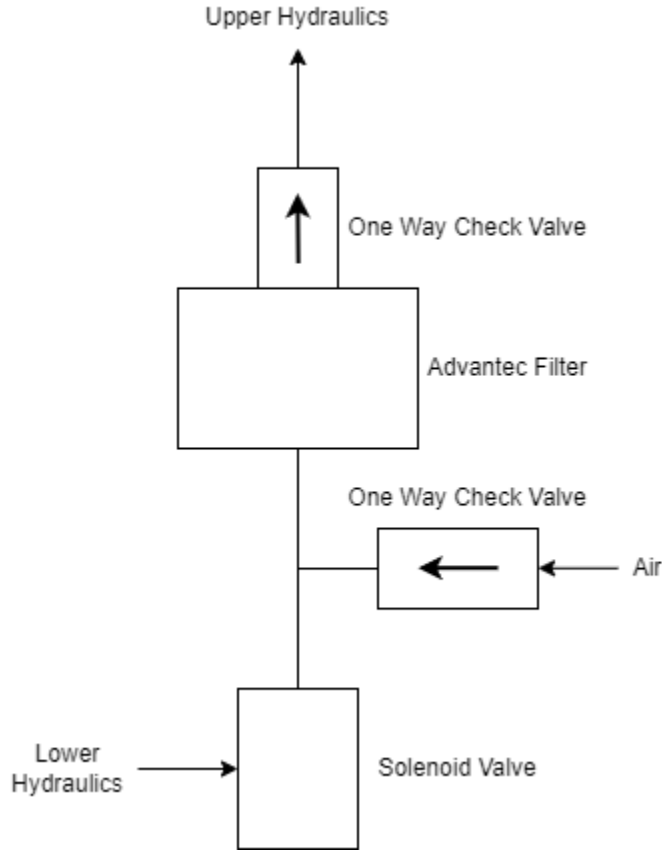 Upper Hydraulics
One Way Check Valve
Advantec Filter
One Way Check Valve
Air
Lower
Hydraulics
Solenoid Valve